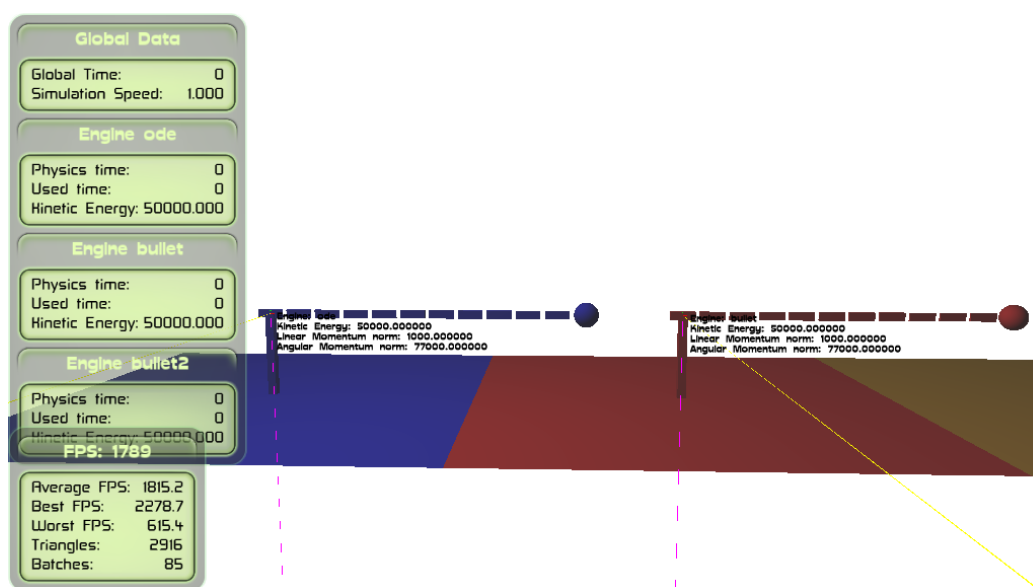 Global Data
Global Time: 0
Simulation Speed: 1.000
Engine ode
Physics time: 0
Used time: 0
Kinetic Energy: 50000.000
Engine bullet
Physics time: 0
Used time: 0
Kinetic Energy: 50000.000
Engine bullet2
Physics time: 0
Used time: 0
Kinetic Energy: 50000.000
FPS: 1789
Average FPS: 1815.2
Best FPS: 2278.7
Worst FPS: 615.4
Triangles: 2916
Batches: 85
Engine: ode
Kinetic Energy: 50000.000000
Linear Momentum norm: 1000.000000
Angular Momentum norm: 77000.000000
Engine: bullet
Kinetic Energy: 50000.000000
Linear Momentum norm: 1000.000000
Angular Momentum norm: 77000.000000